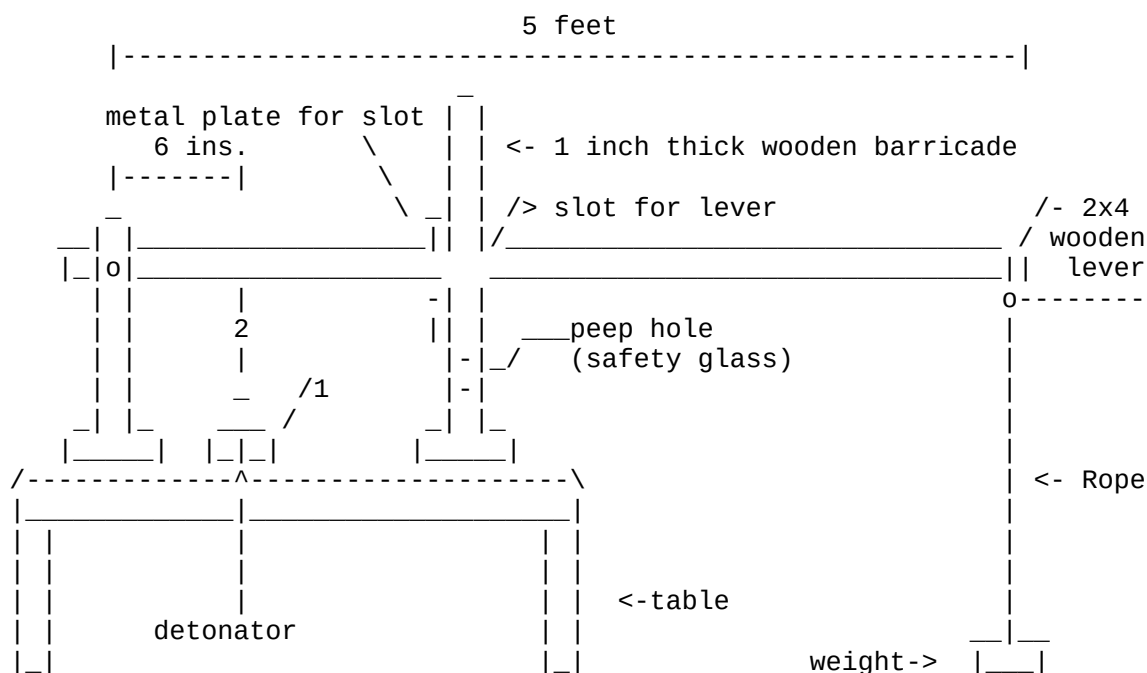 5 feet
metal plate for slot
6 ins.
<- 1 inch thick wooden barricade
/> slot for lever
/- 2x4
wooden
lever
2
peep hole
(safety glass)
/1
<- Rope
<-table
detonator
weight->